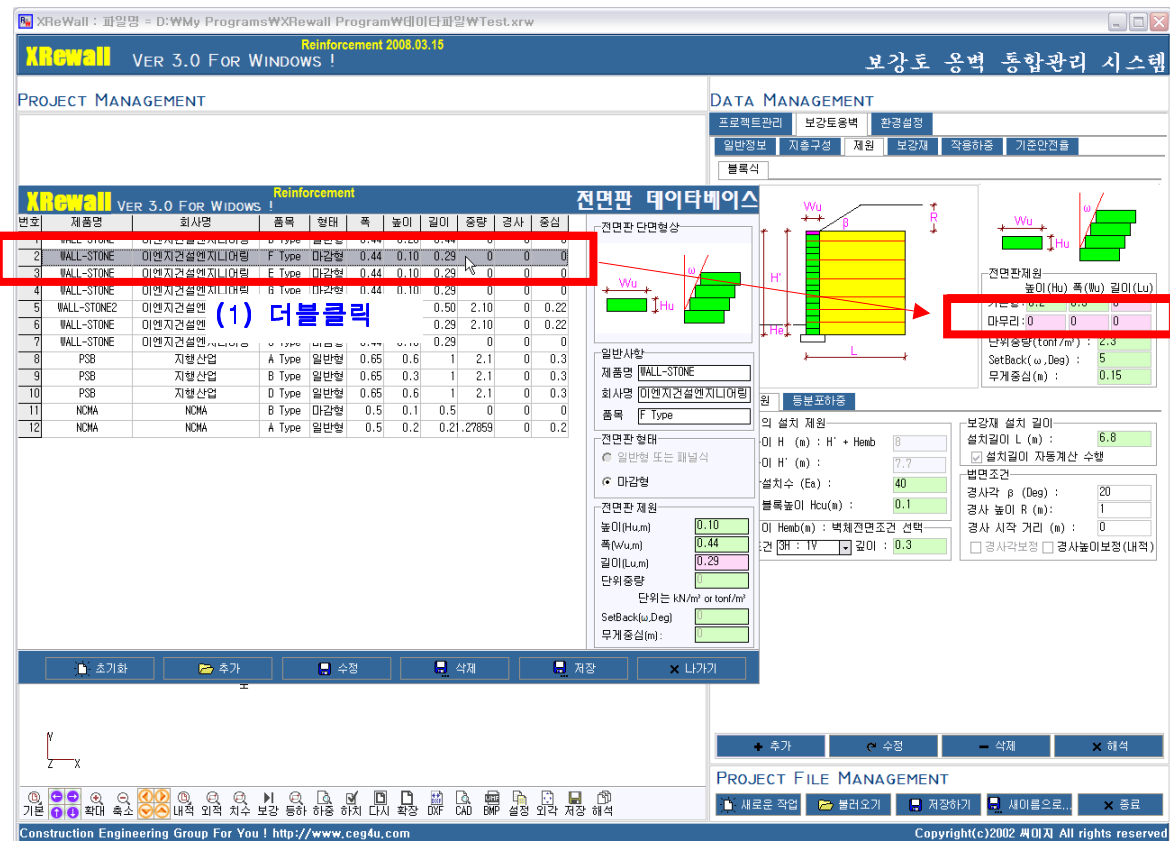 XReWall : 파일명 = D:₩My Programs₩XRewall Program₩데이타파일₩Test.xrw
Reinforcement 2008.03.15
XRewall VER 3.0 FOR WINDOWS !
보강토 옹벽 통합관리 시스템
PROJECT MANAGEMENT
DATA MANAGEMENT
프로젝트관리 보강토옹벽 환경설정
일반정보 지층구성 제원 보강재 작용하중 기준안전율
블록식
Wu β R H' He L
Wu Hu ω
전면판제원
높이(Hu) 폭(Wu) 길이(Lu)
마무리: 0 0 0
단위중량(tonf/m³) : 2.3
SetBack(ω,Deg) : 5
무게중심(m) : 0.15
원 등분포하중
의 설치 제원
이 H (m) : H' + Hemb 8
이 H' (m) : 7.7
설치수 (Ea) : 40
블록높이 Hcu(m) : 0.1
이 Hemb(m) : 벽체전면조건 선택
조건 3H : 1V 깊이 : 0.3
보강재 설치 길이
설치길이 L (m) : 6.8
설치길이 자동계산 수행
법면조건
경사각 β (Deg) : 20
경사 높이 R (m): 1
경사 시작 거리 (m) : 0
경사각보정 경사높이보정(내적)
Reinforcement
XRewall VER 3.0 FOR WIDOWS !
전면판 데이타베이스
번호 제품명 회사명 품목 형태 폭 높이 길이 중량 경사 중심
2 WALL-STONE 이엔지건설엔지니어링 F Type 마감형 0.44 0.10 0.29 0 0 0
3 WALL-STONE 이엔지건설엔지니어링 E Type 마감형 0.44 0.10 0.29 0 0 0
4 WALL-STONE 이엔지건설엔지니어링 G Type 마감형 0.44 0.10 0.29 0 0 0
5 WALL-STONE2 이엔지건설엔 0.50 2.10 0 0.22
6 WALL-STONE 이엔지건설엔 0.29 2.10 0 0.22
7 WALL-STONE 0.29 0 0 0
(1) 더블클릭
8 PSB 지행산업 A Type 일반형 0.65 0.6 1 2.1 0 0.3
9 PSB 지행산업 B Type 일반형 0.65 0.3 1 2.1 0 0.3
10 PSB 지행산업 D Type 일반형 0.65 0.6 1 2.1 0 0.3
11 NCMA NCMA B Type 마감형 0.5 0.1 0.5 0 0 0
12 NCMA NCMA A Type 일반형 0.5 0.2 0.2 1.27859 0 0.2
전면판 단면형상
Wu Hu ω
일반사항
제품명 WALL-STONE
회사명 이엔지건설엔지니어링
품목 F Type
전면판 형태
일반형 또는 패널식
마감형
전면판 제원
높이(Hu,m) 0.10
폭(Wu,m) 0.44
길이(Lu,m) 0.29
단위중량 0
단위는 kN/m³ or tonf/m³
SetBack(ω,Deg) 0
무게중심(m): 0
초기화 추가 수정 삭제 저장 나가기
Y
Z X
기본 확대 축소 내적 외적 치수 보강 등하 하중 하치 다시 확장 DXF CAD BMP 설정 외각 저장 해석
추가 수정 삭제 해석
PROJECT FILE MANAGEMENT
새로운 작업 불러오기 저장하기 새이름으로... 종료
Construction Engineering Group For You ! http://www.ceg4u.com
Copyright(c)2002 씨이지 All rights reserved